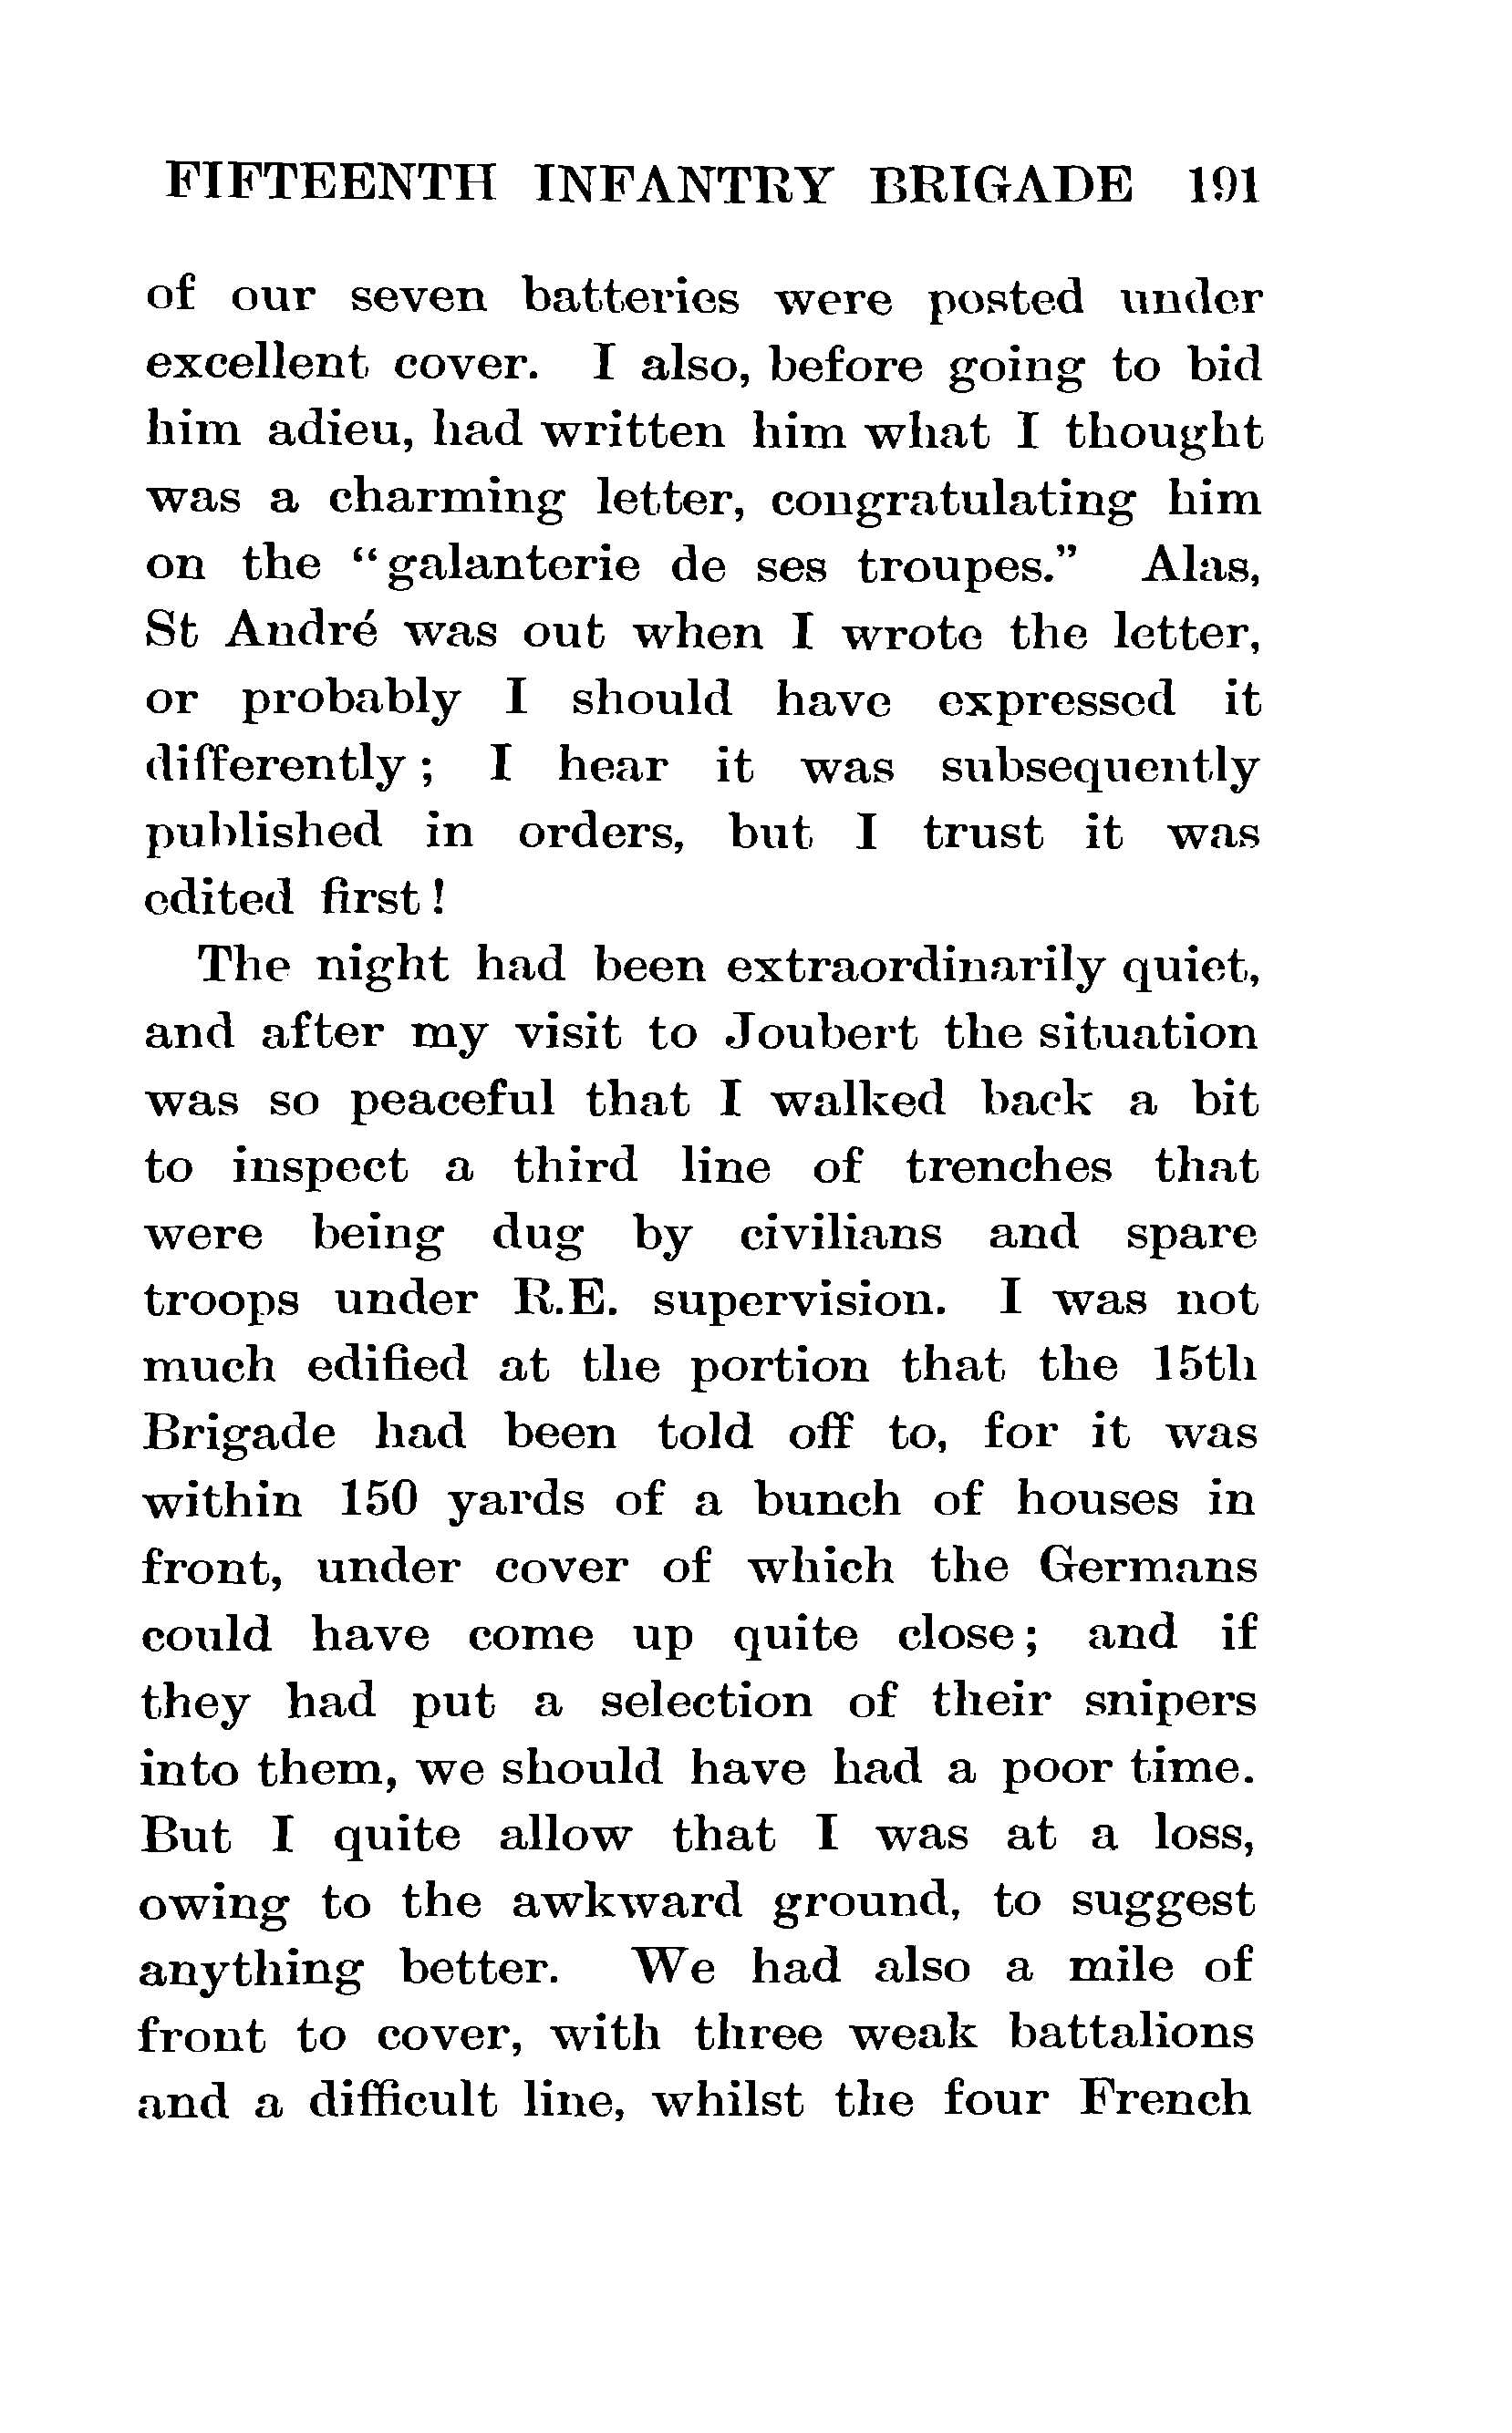 FIFTEENTH INFANTRY BRIGADE 191
of our seven batteries were posted under
excellent cover. I also, before going to bid
him adieu, had written him what I thought
was a charming letter, congratulating him
on the “galanterie de ses troupes.” Alas,
St André was out when I wrote the letter,
or probably I should have expressed it
differently; I hear it was subsequently
published in orders, but I trust it was
edited first!
The night had been extraordinarily quiet,
and after my visit to Joubert the situation
was so peaceful that I walked back a bit
to inspect a third line of trenches that
were being dug by civilians and spare
troops under R.E. supervision. I was not
much edified at the portion that the 15th
Brigade had been told off to, for it was
within 150 yards of a bunch of houses in
front, under cover of which the Germans
could have come up quite close; and if
they had put a selection of their snipers
into them, we should have had a poor time.
But I quite allow that I was at a loss,
owing to the awkward ground, to suggest
anything better. We had also a mile of
front to cover, with three weak battalions
and a difficult line, whilst the four French